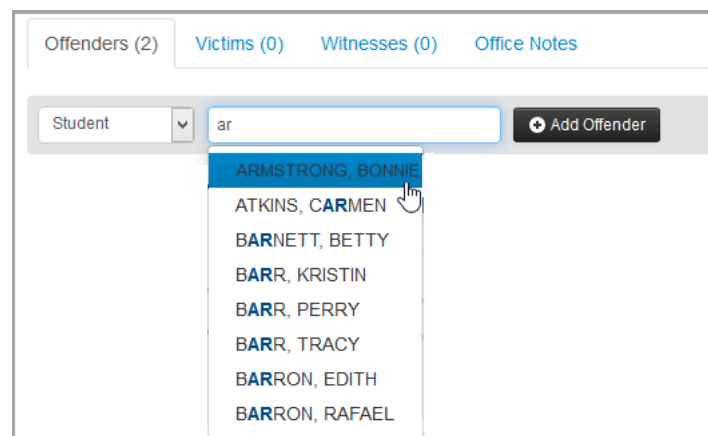 Offenders (2) Victims (0) Witnesses (0) Office Notes
Student ar Add Offender
ARMSTRONG, BONNIE
ATKINS, CARMEN
BARNETT, BETTY
BARR, KRISTIN
BARR, PERRY
BARR, TRACY
BARRON, EDITH
BARRON, RAFAEL